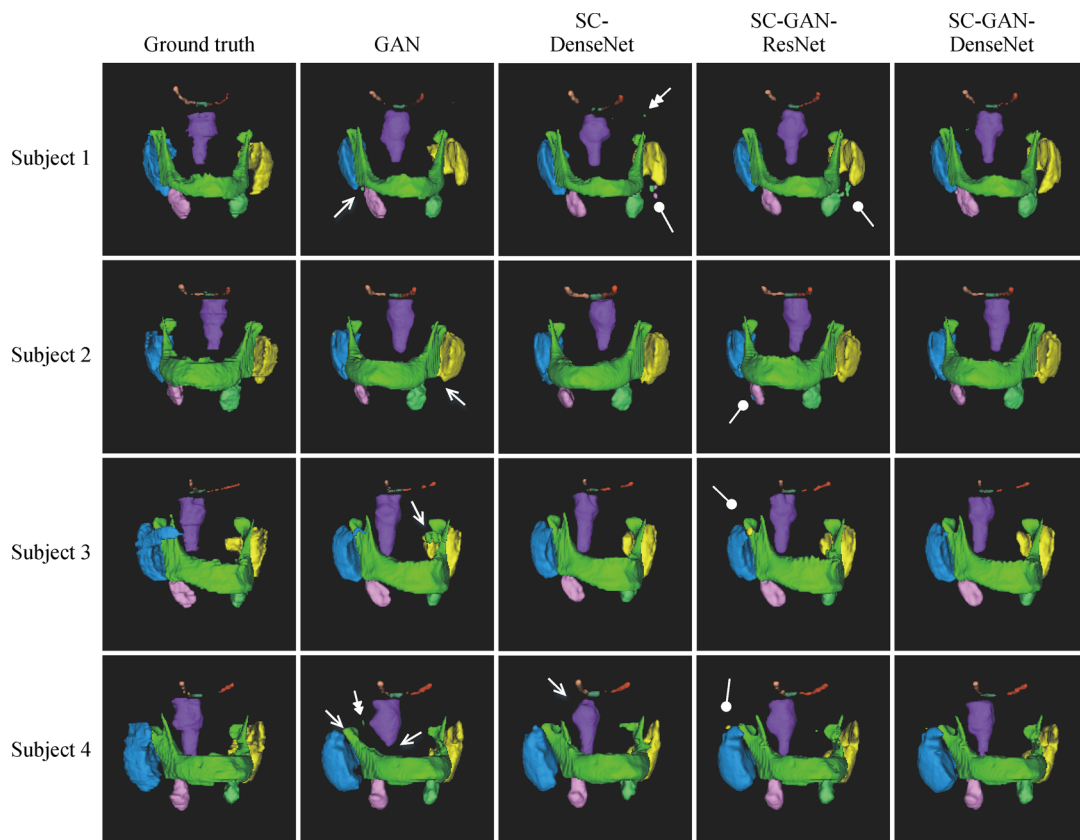 Ground truth
GAN
SC-
DenseNet
SC-GAN-
ResNet
SC-GAN-
DenseNet
Subject 1
Subject 2
Subject 3
Subject 4